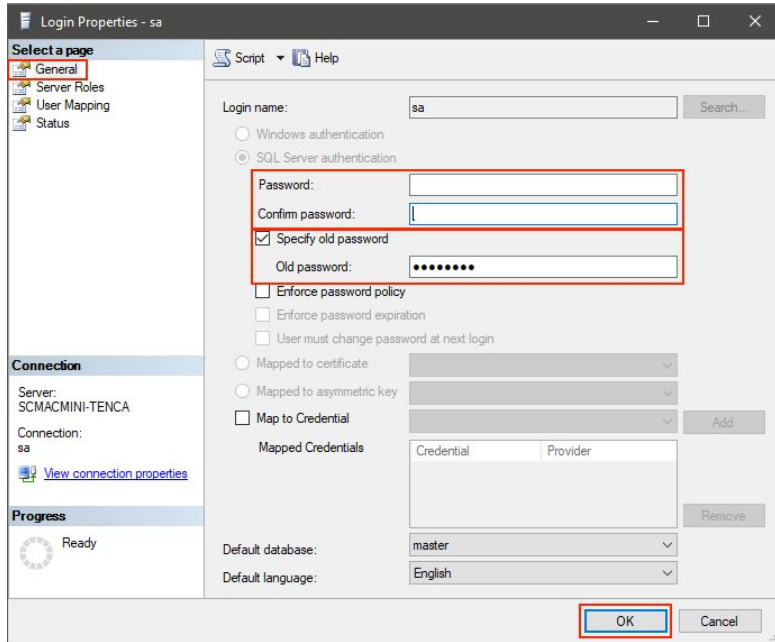 Login Properties - sa
Select a page
General
Server Roles
User Mapping
Status
Connection
Server:
SCMACMINI-TENCA
Connection:
sa
View connection properties
Progress
Ready
Script
Help
Login name:
sa
Search...
Windows authentication
SQL Server authentication
Password:
Confirm password:
Specify old password
Old password:
●●●●●●●●
Enforce password policy
Enforce password expiration
User must change password at next login
Mapped to certificate
Mapped to asymmetric key
Map to Credential
Add
Mapped Credentials
Credential Provider
Remove
Default database:
master
Default language:
English
OK
Cancel